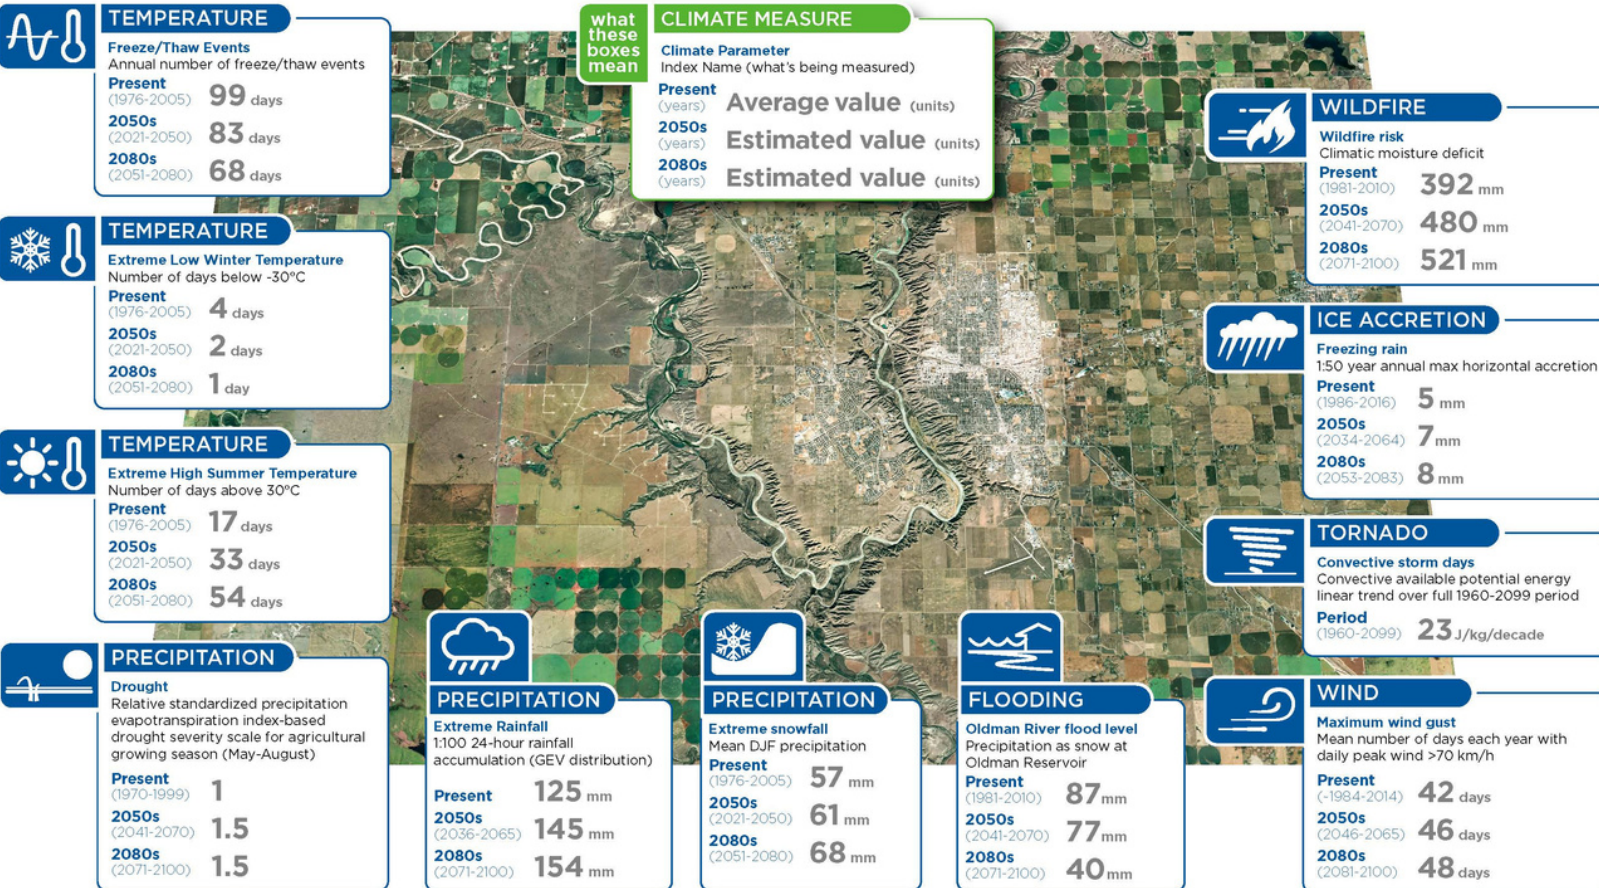 TEMPERATURE
Freeze/Thaw Events
Annual number of freeze/thaw events
Present
(1976-2005) 99 days
2050s
(2021-2050) 83 days
2080s
(2051-2080) 68 days
TEMPERATURE
Extreme Low Winter Temperature
Number of days below -30°C
Present
(1976-2005) 4 days
2050s
(2021-2050) 2 days
2080s
(2051-2080) 1 day
TEMPERATURE
Extreme High Summer Temperature
Number of days above 30°C
Present
(1976-2005) 17 days
2050s
(2021-2050) 33 days
2080s
(2051-2080) 54 days
PRECIPITATION
Drought
Relative standardized precipitation
evapotranspiration index-based
drought severity scale for agricultural
growing season (May-August)
Present
(1970-1999) 1
2050s
(2041-2070) 1.5
2080s
(2071-2100) 1.5
what
these
boxes
mean
CLIMATE MEASURE
Climate Parameter
Index Name (what's being measured)
Present
(years) Average value (units)
2050s
(years) Estimated value (units)
2080s
(years) Estimated value (units)
PRECIPITATION
Extreme Rainfall
1:100 24-hour rainfall
accumulation (GEV distribution)
Present 125 mm
2050s
(2036-2065) 145 mm
2080s
(2071-2100) 154 mm
PRECIPITATION
Extreme snowfall
Mean DJF precipitation
Present
(1976-2005) 57 mm
2050s
(2021-2050) 61 mm
2080s
(2051-2080) 68 mm
FLOODING
Oldman River flood level
Precipitation as snow at
Oldman Reservoir
Present
(1981-2010) 87 mm
2050s
(2041-2070) 77 mm
2080s
(2071-2100) 40 mm
WILDFIRE
Wildfire risk
Climatic moisture deficit
Present
(1981-2010) 392 mm
2050s
(2041-2070) 480 mm
2080s
(2071-2100) 521 mm
ICE ACCRETION
Freezing rain
1:50 year annual max horizontal accretion
Present
(1986-2016) 5 mm
2050s
(2034-2064) 7 mm
2080s
(2053-2083) 8 mm
TORNADO
Convective storm days
Convective available potential energy
linear trend over full 1960-2099 period
Period
(1960-2099) 23 J/kg/decade
WIND
Maximum wind gust
Mean number of days each year with
daily peak wind >70 km/h
Present
(~1984-2014) 42 days
2050s
(2046-2065) 46 days
2080s
(2081-2100) 48 days